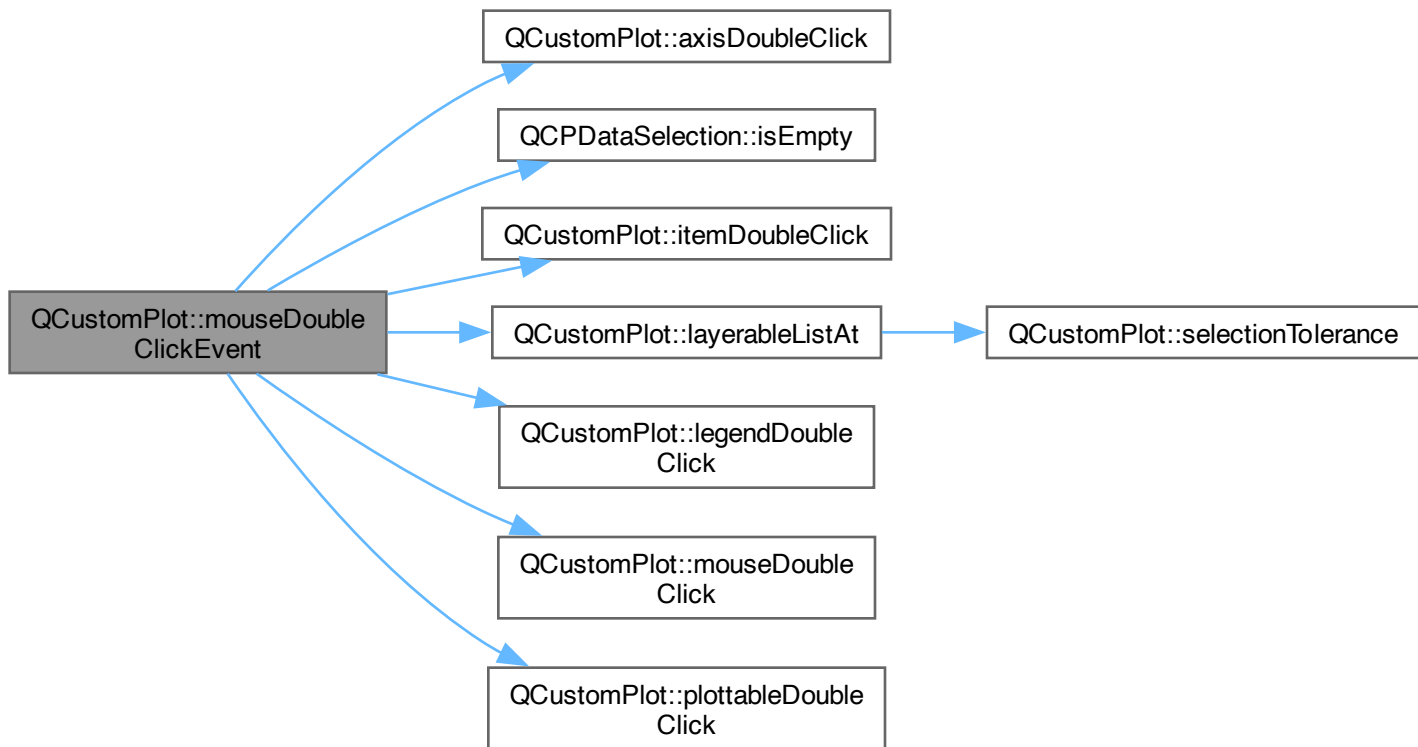 QCustomPlot::axisDoubleClick
QCPDataSelection::isEmpty
QCustomPlot::itemDoubleClick
QCustomPlot::mouseDouble
ClickEvent
QCustomPlot::layerableListAt
QCustomPlot::selectionTolerance
QCustomPlot::legendDouble
Click
QCustomPlot::mouseDouble
Click
QCustomPlot::plottableDouble
Click